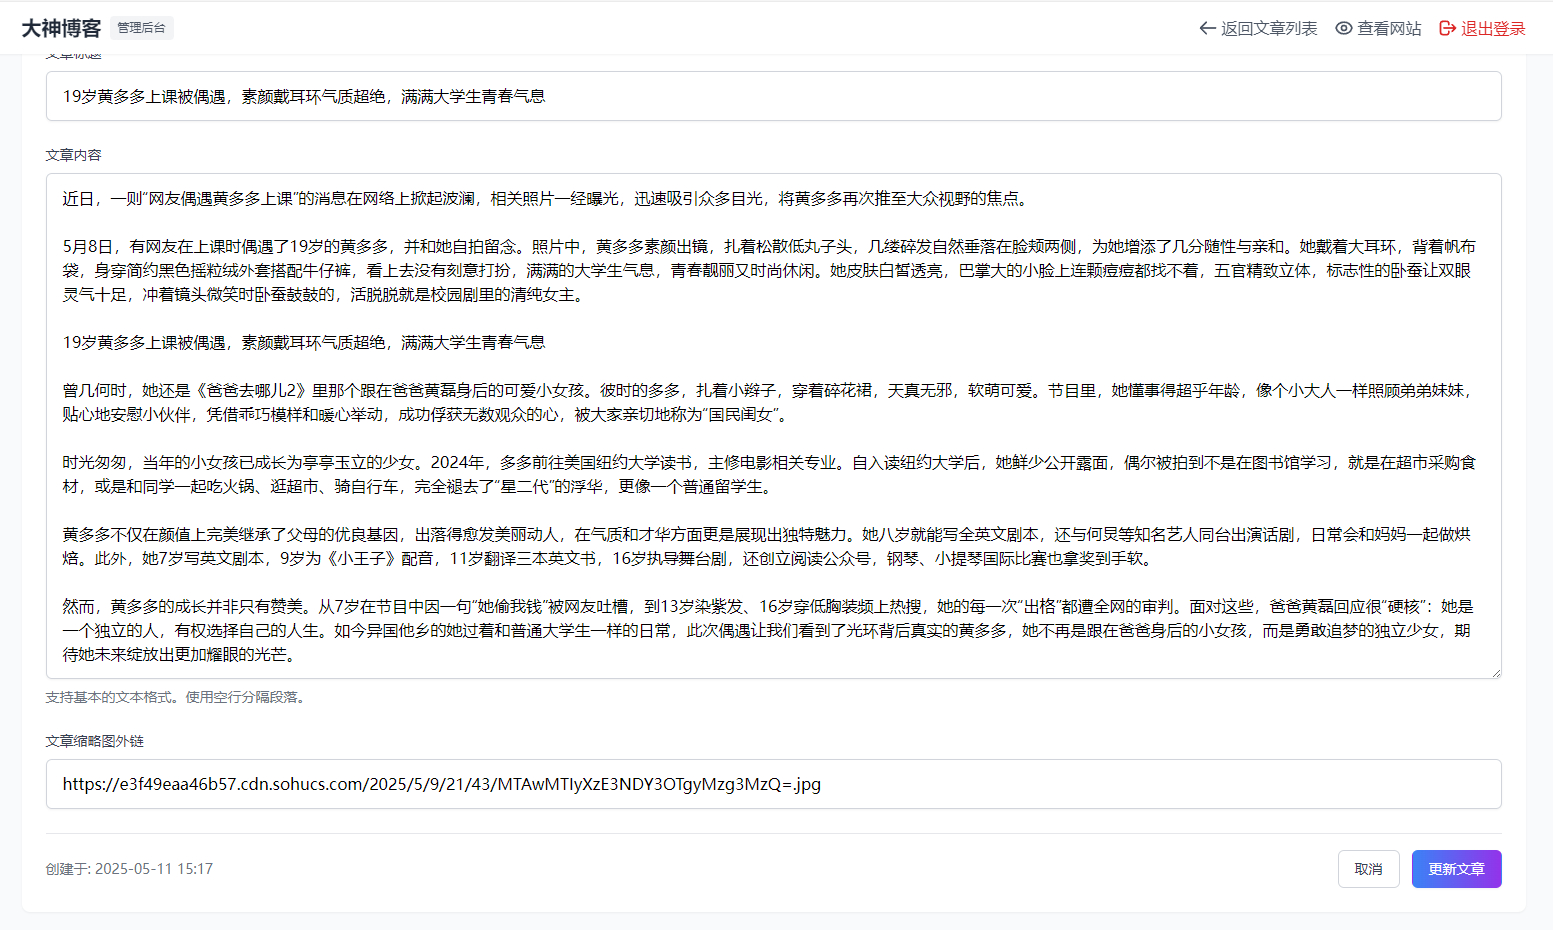 大神博客 管理后台 返回文章列表 查看网站 退出登录
文章标题
19岁黄多多上课被偶遇，素颜戴耳环气质超绝，满满大学生青春气息
文章内容
近日，一则“网友偶遇黄多多上课”的消息在网络上掀起波澜，相关照片一经曝光，迅速吸引众多目光，将黄多多再次推至大众视野的焦点。
5月8日，有网友在上课时偶遇了19岁的黄多多，并和她自拍留念。照片中，黄多多素颜出镜，扎着松散低丸子头，几缕碎发自然垂落在脸颊两侧，为她增添了几分随性与亲和。她戴着大耳环，背着帆布
袋，身穿简约黑色摇粒绒外套搭配牛仔裤，看上去没有刻意打扮，满满的大学生气息，青春靓丽又时尚休闲。她皮肤白皙透亮，巴掌大的小脸上连颗痘痘都找不着，五官精致立体，标志性的卧蚕让双眼
灵气十足，冲着镜头微笑时卧蚕鼓鼓的，活脱脱就是校园剧里的清纯女主。
19岁黄多多上课被偶遇，素颜戴耳环气质超绝，满满大学生青春气息
曾几何时，她还是《爸爸去哪儿2》里那个跟在爸爸黄磊身后的可爱小女孩。彼时的多多，扎着小辫子，穿着碎花裙，天真无邪，软萌可爱。节目里，她懂事得超乎年龄，像个小大人一样照顾弟弟妹妹，
贴心地安慰小伙伴，凭借乖巧模样和暖心举动，成功俘获无数观众的心，被大家亲切地称为“国民闺女”。
时光匆匆，当年的小女孩已成长为亭亭玉立的少女。2024年，多多前往美国纽约大学读书，主修电影相关专业。自入读纽约大学后，她鲜少公开露面，偶尔被拍到不是在图书馆学习，就是在超市采购食
材，或是和同学一起吃火锅、逛超市、骑自行车，完全褪去了“星二代”的浮华，更像一个普通留学生。
黄多多不仅在颜值上完美继承了父母的优良基因，出落得愈发美丽动人，在气质和才华方面更是展现出独特魅力。她八岁就能写全英文剧本，还与何炅等知名艺人同台出演话剧，日常会和妈妈一起做烘
焙。此外，她7岁写英文剧本，9岁为《小王子》配音，11岁翻译三本英文书，16岁执导舞台剧，还创立阅读公众号，钢琴、小提琴国际比赛也拿奖到手软。
然而，黄多多的成长并非只有赞美。从7岁在节目中因一句“她偷我钱”被网友吐槽，到13岁染紫发、16岁穿低胸装频上热搜，她的每一次“出格”都遭全网的审判。面对这些，爸爸黄磊回应很“硬核”：她是
一个独立的人，有权选择自己的人生。如今异国他乡的她过着和普通大学生一样的日常，此次偶遇让我们看到了光环背后真实的黄多多，她不再是跟在爸爸身后的小女孩，而是勇敢追梦的独立少女，期
待她未来绽放出更加耀眼的光芒。
支持基本的文本格式。使用空行分隔段落。
文章缩略图外链
https://e3f49eaa46b57.cdn.sohucs.com/2025/5/9/21/43/MTAwMTIyXzE3NDY3OTgyMzg3MzQ=.jpg
创建于: 2025-05-11 15:17 取消 更新文章